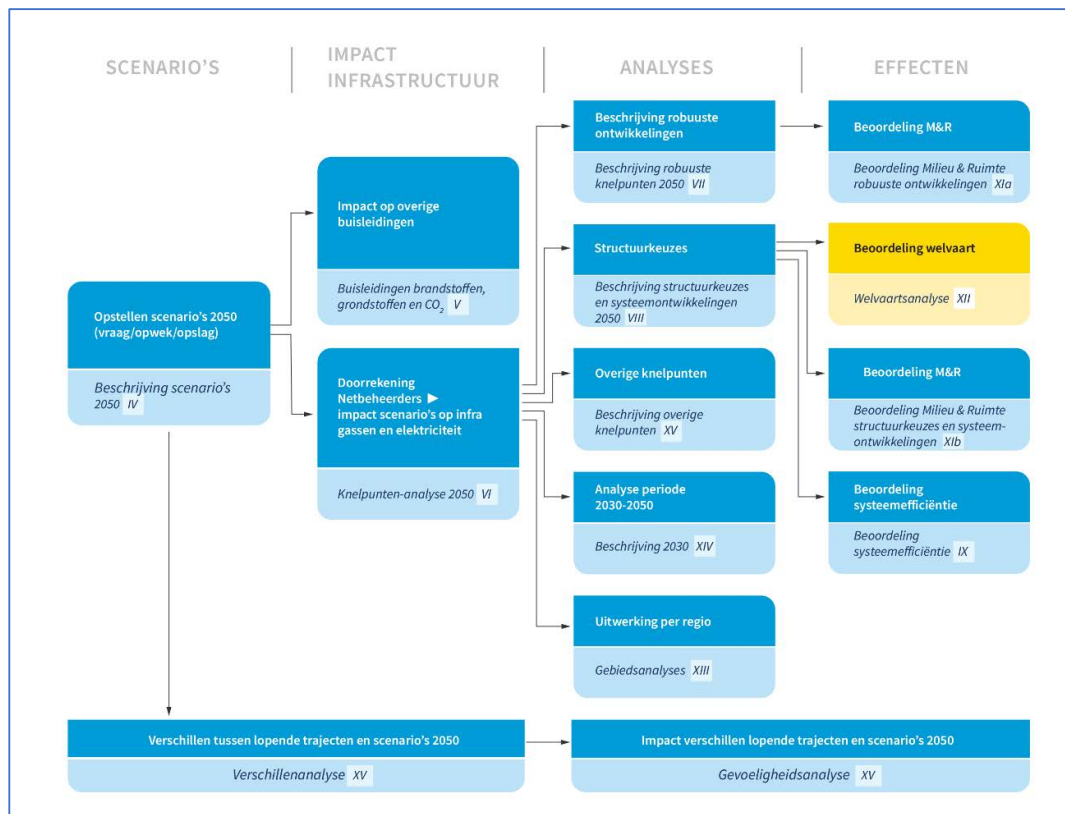 SCENARIO'S
IMPACT
INFRASTRUCTUUR
ANALYSES
EFFECTEN
Opstellen scenario's 2050
(vraag/opwek/opslag)
Beschrijving scenario's
2050 IV
Impact op overige
buisleidingen
Buisleidingen brandstoffen,
grondstoffen en CO₂ V
Doorrekening
Netbeheerders ►
impact scenario's op infra
gassen en elektriciteit
Knelpunten-analyse 2050 VI
Beschrijving robuuste
ontwikkelingen
Beschrijving robuuste
knelpunten 2050 VII
Structuurkeuzes
Beschrijving structuurkeuzes
en systeemontwikkelingen
2050 VIII
Overige knelpunten
Beschrijving overige
knelpunten XV
Analyse periode
2030-2050
Beschrijving 2030 XIV
Uitwerking per regio
Gebiedsanalyses XIII
Beoordeling M&R
Beoordeling Milieu & Ruimte
robuuste ontwikkelingen XIa
Beoordeling welvaart
Welvaartsanalyse XII
Beoordeling M&R
Beoordeling Milieu & Ruimte
structuurkeuzes en systeem-
ontwikkelingen XIb
Beoordeling
systeemefficiëntie
Beoordeling
systeemefficiëntie IX
Verschillen tussen lopende trajecten en scenario's 2050
Verschillenanalyse XV
Impact verschillen lopende trajecten en scenario's 2050
Gevoeligheidsanalyse XV